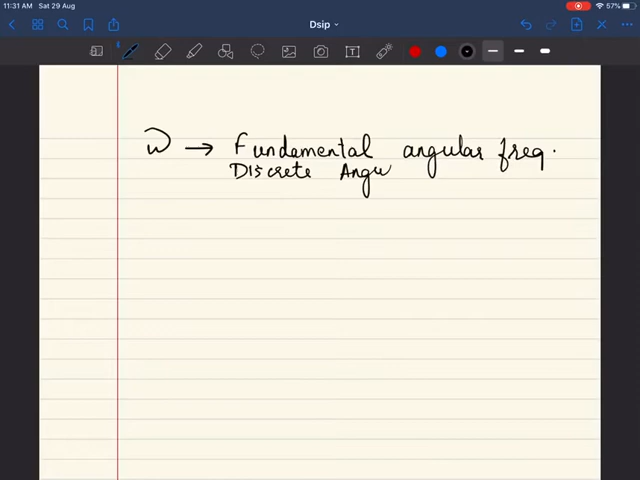 11:31 AM Sat 29 Aug 57%
Dsip
ω → Fundamental angular freq.
Discrete Angu